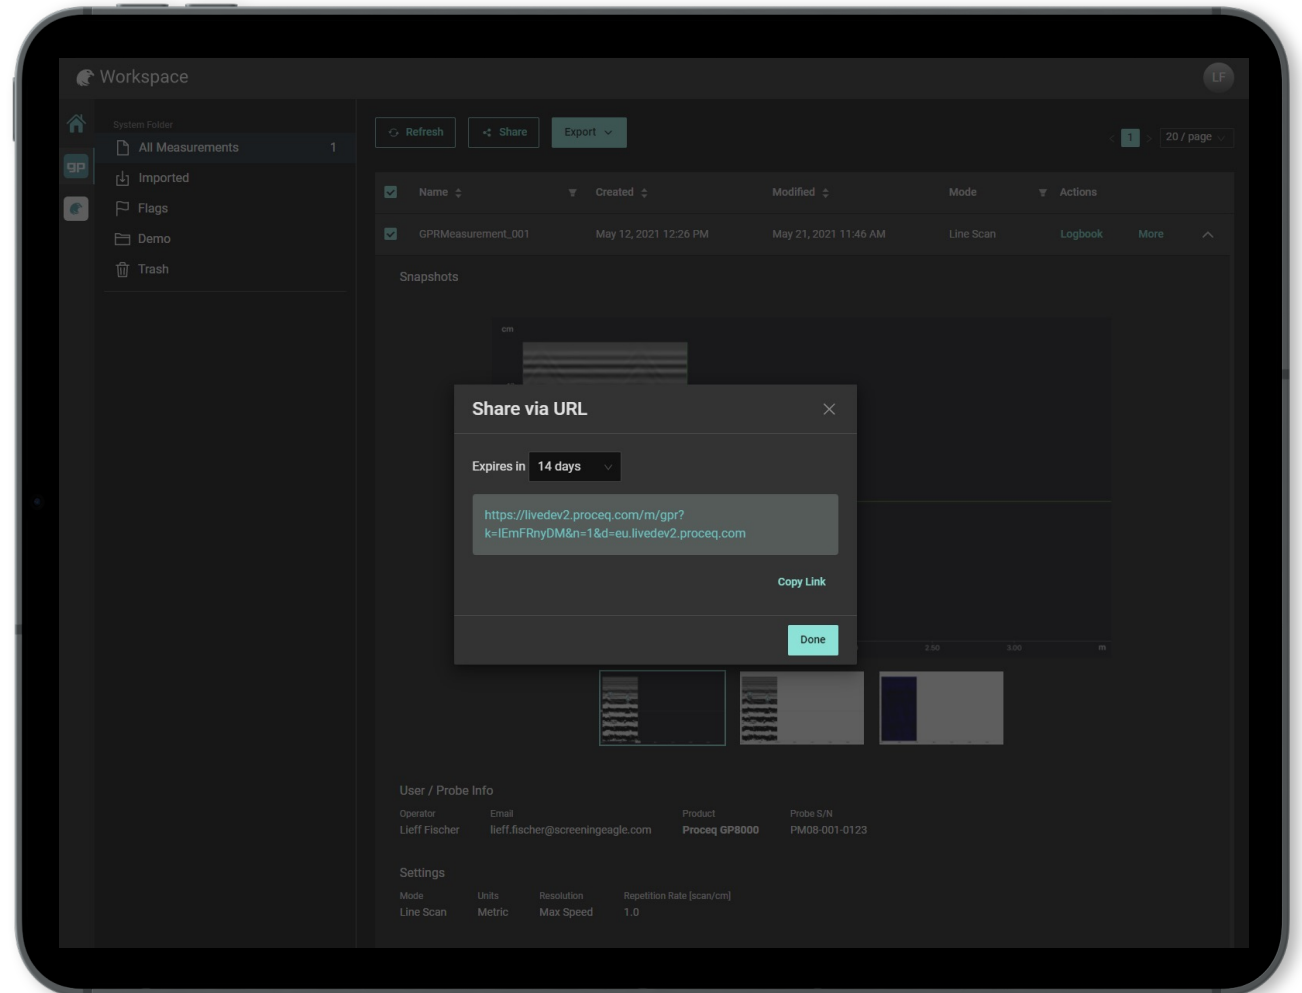 Workspace
LF
System Folder
All Measurements 1
Imported
Flags
Demo
Trash
gp
Refresh
Share
Export
1
20 / page
Name
Created
Modified
Mode
Actions
GPRMeasurement_001
May 12, 2021 12:26 PM
May 21, 2021 11:46 AM
Line Scan
Logbook
More
Snapshots
cm
Share via URL
Expires in 14 days
https://livedev2.proceq.com/m/gpr?
k=IEmFRnyDM&n=1&d=eu.livedev2.proceq.com
Copy Link
Done
2.50 3.00 m
User / Probe Info
Operator Email Product Probe S/N
Lieff Fischer lieff.fischer@screeningeagle.com Proceq GP8000 PM08-001-0123
Settings
Mode Units Resolution Repetition Rate [scan/cm]
Line Scan Metric Max Speed 1.0